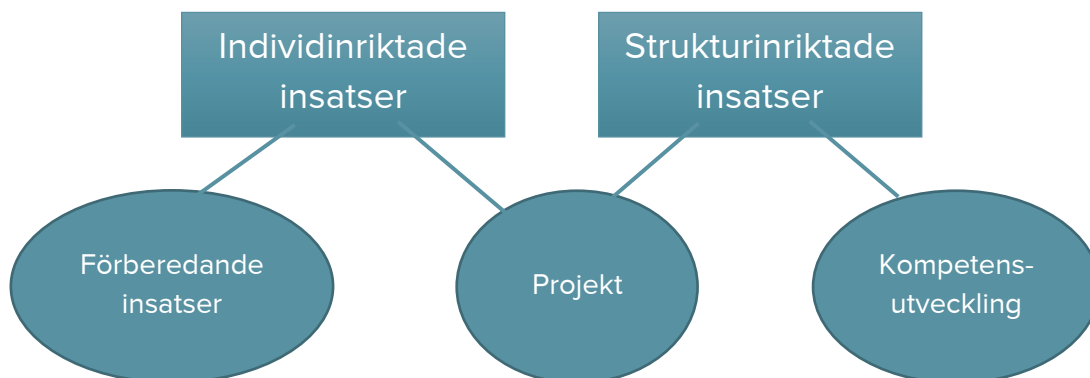 Individinriktade
insatser
Strukturinriktade
insatser
Förberedande
insatser
Projekt
Kompetens-
utveckling